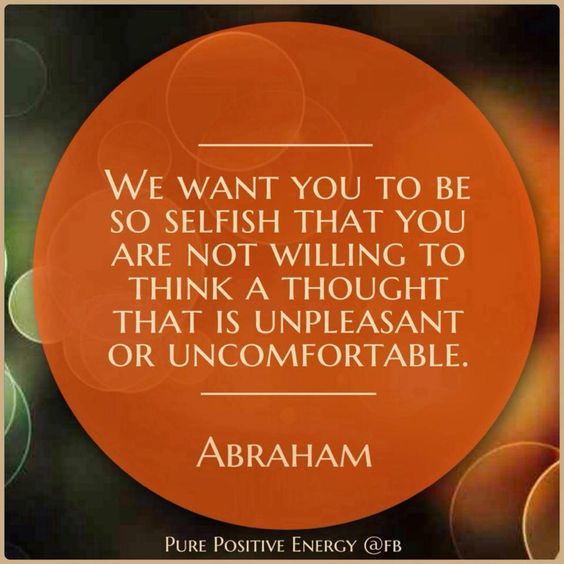 We want you to be
so selfish that you
are not willing to
think a thought
that is unpleasant
or uncomfortable.
Abraham
Pure Positive Energy @fb